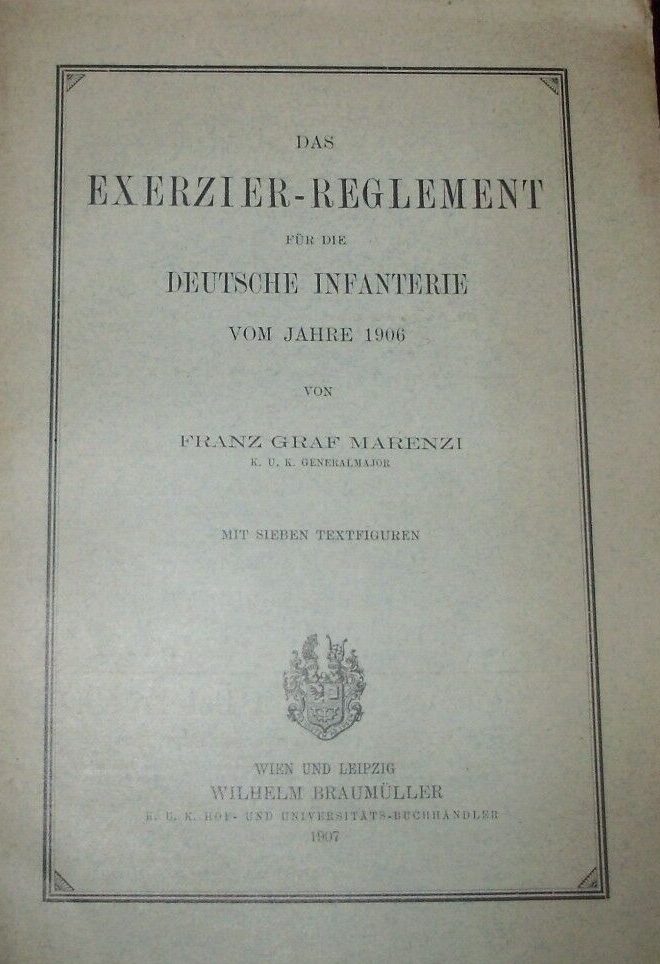 DAS
EXERZIER-REGLEMENT
FÜR DIE
DEUTSCHE INFANTERIE
VOM JAHRE 1906
VON
FRANZ GRAF MARENZI
K. U. K. GENERALMAJOR
MIT SIEBEN TEXTFIGUREN
WIEN UND LEIPZIG
WILHELM BRAUMÜLLER
K. U. K. HOF- UND UNIVERSITÄTS-BUCHHÄNDLER
1907